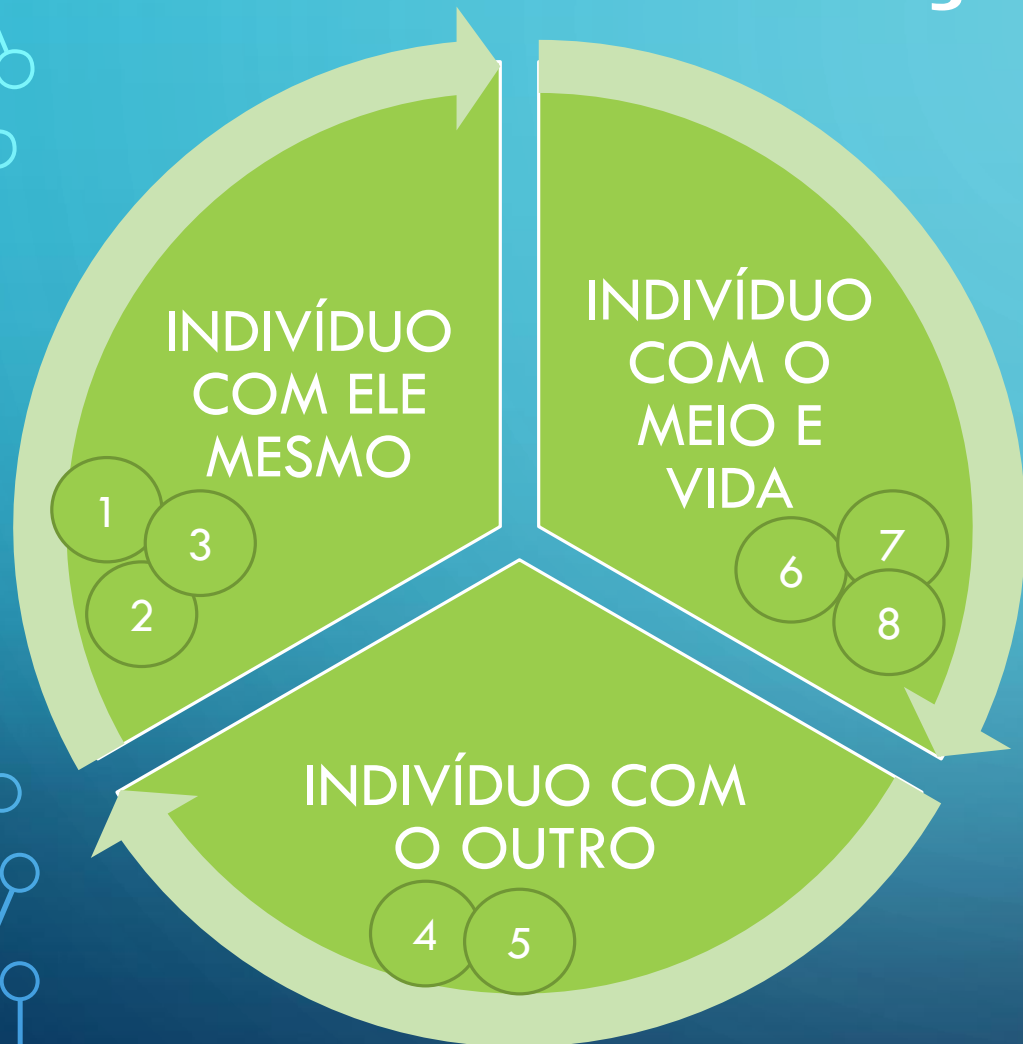 INDIVÍDUO
COM ELE
MESMO
1
3
2
INDIVÍDUO
COM O
MEIO E
VIDA
7
6
8
INDIVÍDUO COM
O OUTRO
4
5